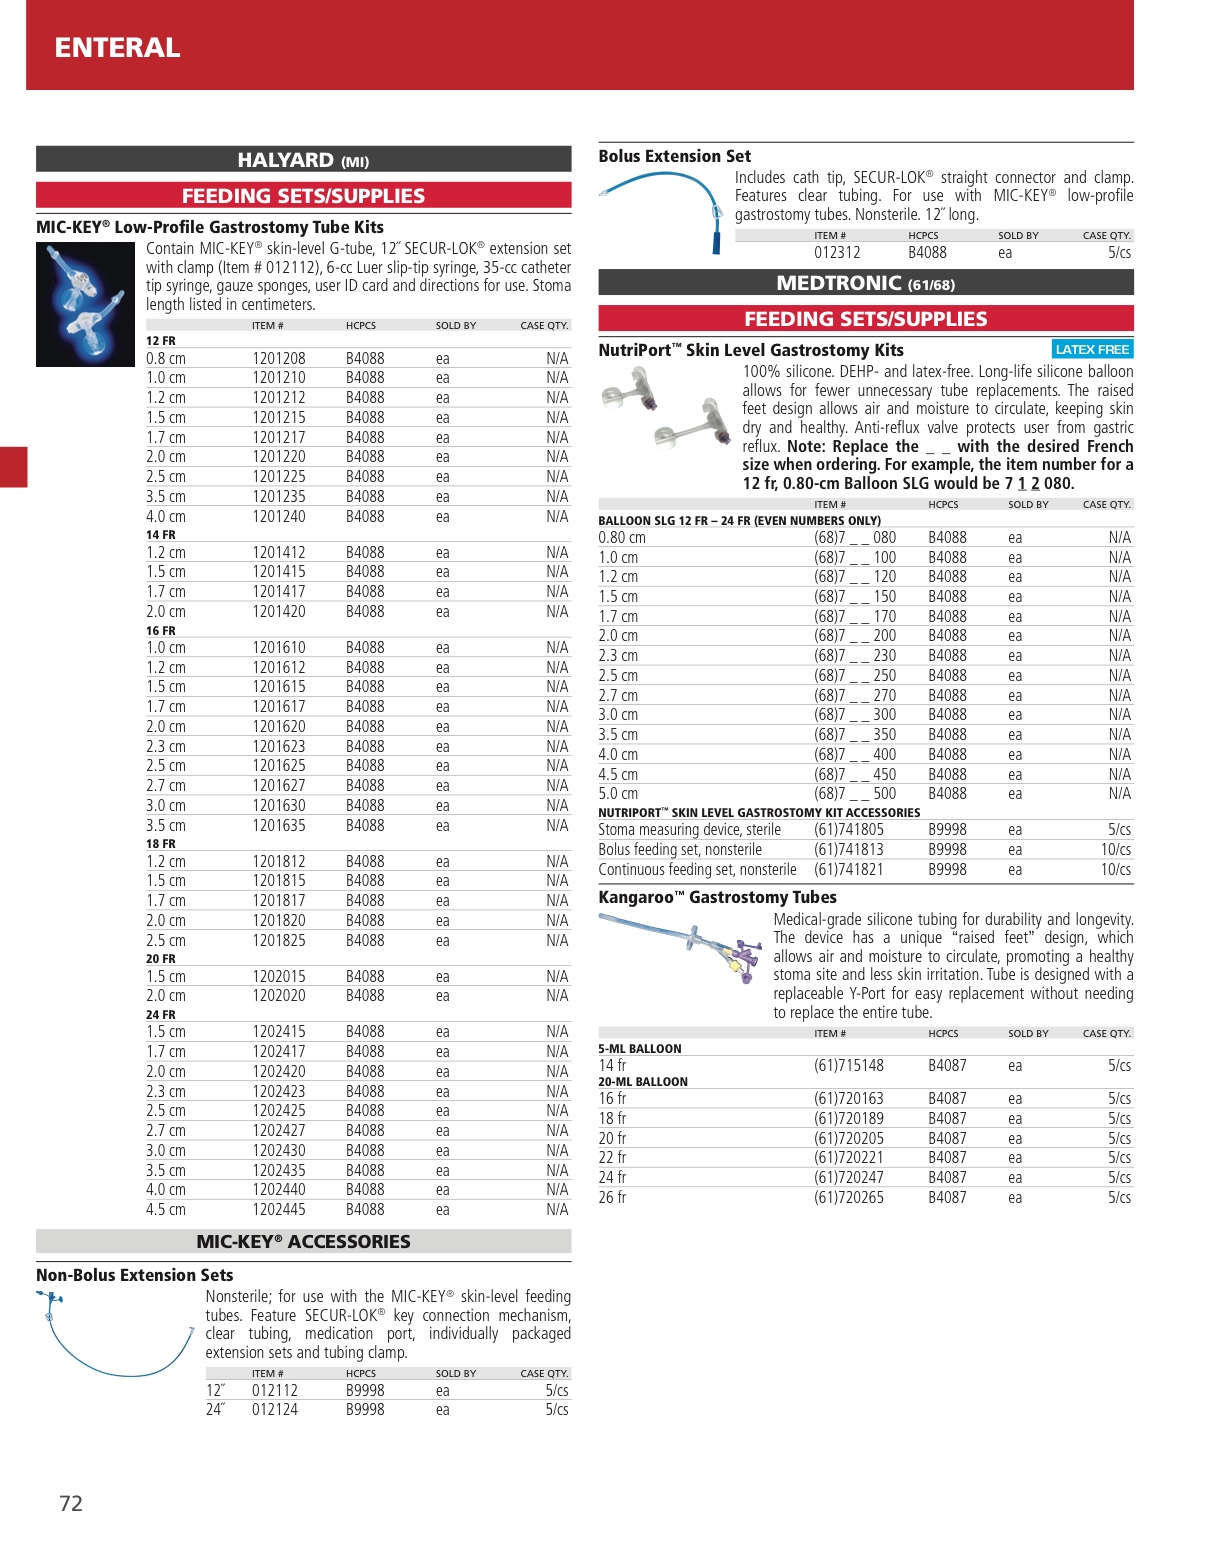 ENTERAL
HALYARD (MI)
FEEDING SETS/SUPPLIES
MIC-KEY® Low-Profile Gastrostomy Tube Kits
Contain MIC-KEY® skin-level G-tube, 12˝ SECUR-LOK® extension set
with clamp (Item # 012112), 6-cc Luer slip-tip syringe, 35-cc catheter
tip syringe, gauze sponges, user ID card and directions for use. Stoma
length listed in centimeters.
ITEM # HCPCS SOLD BY CASE QTY.
12 FR
0.8 cm 1201208 B4088 ea N/A
1.0 cm 1201210 B4088 ea N/A
1.2 cm 1201212 B4088 ea N/A
1.5 cm 1201215 B4088 ea N/A
1.7 cm 1201217 B4088 ea N/A
2.0 cm 1201220 B4088 ea N/A
2.5 cm 1201225 B4088 ea N/A
3.5 cm 1201235 B4088 ea N/A
4.0 cm 1201240 B4088 ea N/A
14 FR
1.2 cm 1201412 B4088 ea N/A
1.5 cm 1201415 B4088 ea N/A
1.7 cm 1201417 B4088 ea N/A
2.0 cm 1201420 B4088 ea N/A
16 FR
1.0 cm 1201610 B4088 ea N/A
1.2 cm 1201612 B4088 ea N/A
1.5 cm 1201615 B4088 ea N/A
1.7 cm 1201617 B4088 ea N/A
2.0 cm 1201620 B4088 ea N/A
2.3 cm 1201623 B4088 ea N/A
2.5 cm 1201625 B4088 ea N/A
2.7 cm 1201627 B4088 ea N/A
3.0 cm 1201630 B4088 ea N/A
3.5 cm 1201635 B4088 ea N/A
18 FR
1.2 cm 1201812 B4088 ea N/A
1.5 cm 1201815 B4088 ea N/A
1.7 cm 1201817 B4088 ea N/A
2.0 cm 1201820 B4088 ea N/A
2.5 cm 1201825 B4088 ea N/A
20 FR
1.5 cm 1202015 B4088 ea N/A
2.0 cm 1202020 B4088 ea N/A
24 FR
1.5 cm 1202415 B4088 ea N/A
1.7 cm 1202417 B4088 ea N/A
2.0 cm 1202420 B4088 ea N/A
2.3 cm 1202423 B4088 ea N/A
2.5 cm 1202425 B4088 ea N/A
2.7 cm 1202427 B4088 ea N/A
3.0 cm 1202430 B4088 ea N/A
3.5 cm 1202435 B4088 ea N/A
4.0 cm 1202440 B4088 ea N/A
4.5 cm 1202445 B4088 ea N/A
MIC-KEY® ACCESSORIES
Non-Bolus Extension Sets
Nonsterile; for use with the MIC-KEY® skin-level feeding
tubes. Feature SECUR-LOK® key connection mechanism,
clear tubing, medication port, individually packaged
extension sets and tubing clamp.
ITEM # HCPCS SOLD BY CASE QTY.
12˝ 012112 B9998 ea 5/cs
24˝ 012124 B9998 ea 5/cs
Bolus Extension Set
Includes cath tip, SECUR-LOK® straight connector and clamp.
Features clear tubing. For use with MIC-KEY® low-profile
gastrostomy tubes. Nonsterile. 12˝ long.
ITEM # HCPCS SOLD BY CASE QTY.
012312 B4088 ea 5/cs
MEDTRONIC (61/68)
FEEDING SETS/SUPPLIES
NutriPort™ Skin Level Gastrostomy Kits LATEX FREE
100% silicone. DEHP- and latex-free. Long-life silicone balloon
allows for fewer unnecessary tube replacements. The raised
feet design allows air and moisture to circulate, keeping skin
dry and healthy. Anti-reflux valve protects user from gastric
reflux. Note: Replace the _ _ with the desired French
size when ordering. For example, the item number for a
12 fr, 0.80-cm Balloon SLG would be 7 1 2 080.
ITEM # HCPCS SOLD BY CASE QTY.
BALLOON SLG 12 FR – 24 FR (EVEN NUMBERS ONLY)
0.80 cm (68)7 _ _ 080 B4088 ea N/A
1.0 cm (68)7 _ _ 100 B4088 ea N/A
1.2 cm (68)7 _ _ 120 B4088 ea N/A
1.5 cm (68)7 _ _ 150 B4088 ea N/A
1.7 cm (68)7 _ _ 170 B4088 ea N/A
2.0 cm (68)7 _ _ 200 B4088 ea N/A
2.3 cm (68)7 _ _ 230 B4088 ea N/A
2.5 cm (68)7 _ _ 250 B4088 ea N/A
2.7 cm (68)7 _ _ 270 B4088 ea N/A
3.0 cm (68)7 _ _ 300 B4088 ea N/A
3.5 cm (68)7 _ _ 350 B4088 ea N/A
4.0 cm (68)7 _ _ 400 B4088 ea N/A
4.5 cm (68)7 _ _ 450 B4088 ea N/A
5.0 cm (68)7 _ _ 500 B4088 ea N/A
NUTRIPORT™ SKIN LEVEL GASTROSTOMY KIT ACCESSORIES
Stoma measuring device, sterile (61)741805 B9998 ea 5/cs
Bolus feeding set, nonsterile (61)741813 B9998 ea 10/cs
Continuous feeding set, nonsterile (61)741821 B9998 ea 10/cs
Kangaroo™ Gastrostomy Tubes
Medical-grade silicone tubing for durability and longevity.
The device has a unique “raised feet” design, which
allows air and moisture to circulate, promoting a healthy
stoma site and less skin irritation. Tube is designed with a
replaceable Y-Port for easy replacement without needing
to replace the entire tube.
ITEM # HCPCS SOLD BY CASE QTY.
5-ML BALLOON
14 fr (61)715148 B4087 ea 5/cs
20-ML BALLOON
16 fr (61)720163 B4087 ea 5/cs
18 fr (61)720189 B4087 ea 5/cs
20 fr (61)720205 B4087 ea 5/cs
22 fr (61)720221 B4087 ea 5/cs
24 fr (61)720247 B4087 ea 5/cs
26 fr (61)720265 B4087 ea 5/cs
72